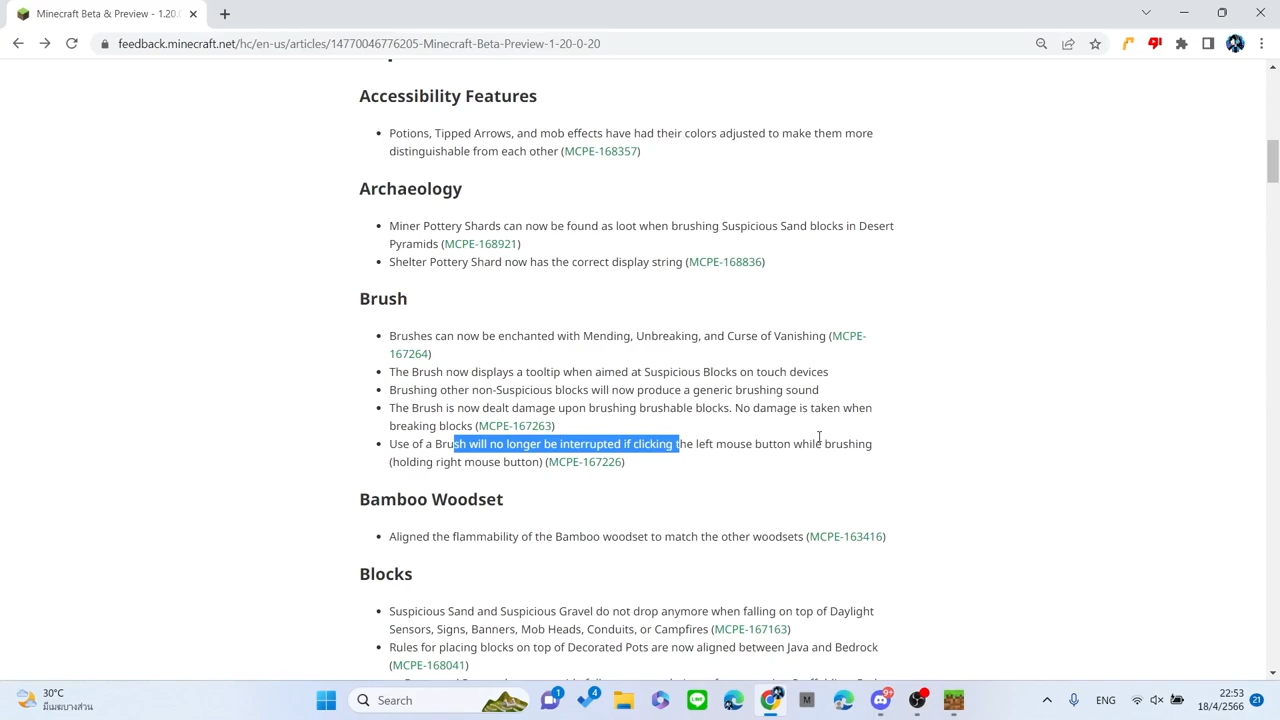 Minecraft Beta & Preview - 1.20.0
feedback.minecraft.net/hc/en-us/articles/14770046776205-Minecraft-Beta-Preview-1-20-0-20
Accessibility Features
Potions, Tipped Arrows, and mob effects have had their colors adjusted to make them more
distinguishable from each other (MCPE-168357)
Archaeology
Miner Pottery Shards can now be found as loot when brushing Suspicious Sand blocks in Desert
Pyramids (MCPE-168921)
Shelter Pottery Shard now has the correct display string (MCPE-168836)
Brush
Brushes can now be enchanted with Mending, Unbreaking, and Curse of Vanishing (MCPE-
167264)
The Brush now displays a tooltip when aimed at Suspicious Blocks on touch devices
Brushing other non-Suspicious blocks will now produce a generic brushing sound
The Brush is now dealt damage upon brushing brushable blocks. No damage is taken when
breaking blocks (MCPE-167263)
Use of a Brush will no longer be interrupted if clicking the left mouse button while brushing
(holding right mouse button) (MCPE-167226)
Bamboo Woodset
Aligned the flammability of the Bamboo woodset to match the other woodsets (MCPE-163416)
Blocks
Suspicious Sand and Suspicious Gravel do not drop anymore when falling on top of Daylight
Sensors, Signs, Banners, Mob Heads, Conduits, or Campfires (MCPE-167163)
Rules for placing blocks on top of Decorated Pots are now aligned between Java and Bedrock
(MCPE-168041)
30°C
มีเมฆบางส่วน
Search
1
4
LINE
M
9+
ENG
22:53
18/4/2566
21